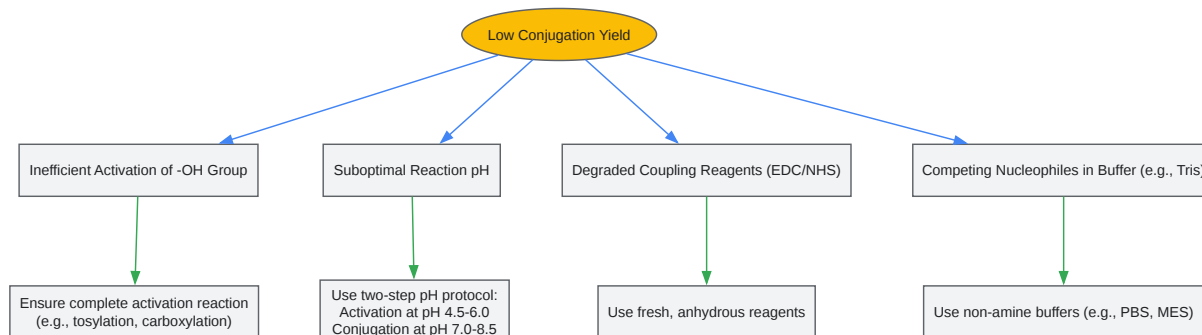 Low Conjugation Yield
Inefficient Activation of -OH Group
Suboptimal Reaction pH
Degraded Coupling Reagents (EDC/NHS)
Competing Nucleophiles in Buffer (e.g., Tris)
Ensure complete activation reaction
(e.g., tosylation, carboxylation)
Use two-step pH protocol:
Activation at pH 4.5-6.0
Conjugation at pH 7.0-8.5
Use fresh, anhydrous reagents
Use non-amine buffers (e.g., PBS, MES)